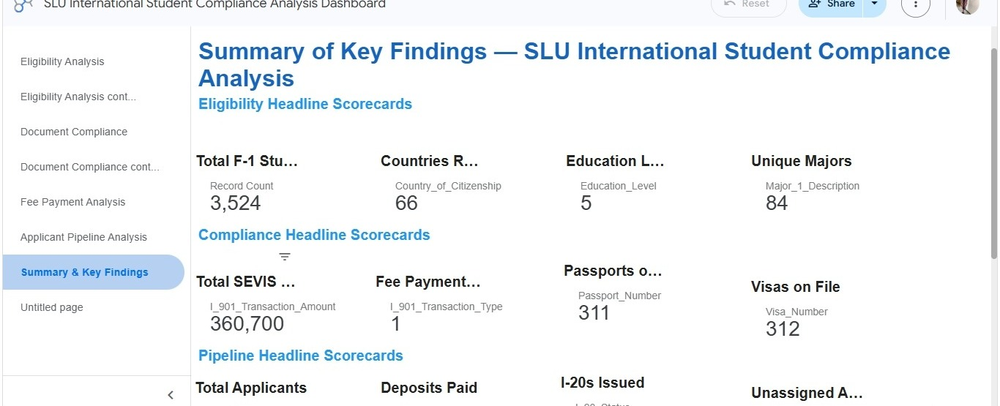 SLU International Student Compliance Analysis Dashboard
Reset
Share
Eligibility Analysis
Eligibility Analysis cont...
Document Compliance
Document Compliance cont...
Fee Payment Analysis
Applicant Pipeline Analysis
Summary & Key Findings
Untitled page
Summary of Key Findings — SLU International Student Compliance
Analysis
Eligibility Headline Scorecards
Total F-1 Stu... Countries R... Education L... Unique Majors
Record Count Country_of_Citizenship Education_Level Major_1_Description
3,524 66 5 84
Compliance Headline Scorecards
Total SEVIS ... Fee Payment... Passports o... Visas on File
I_901_Transaction_Amount I_901_Transaction_Type Passport_Number Visa_Number
360,700 1 311 312
Pipeline Headline Scorecards
Total Applicants Deposits Paid I-20s Issued Unassigned A...